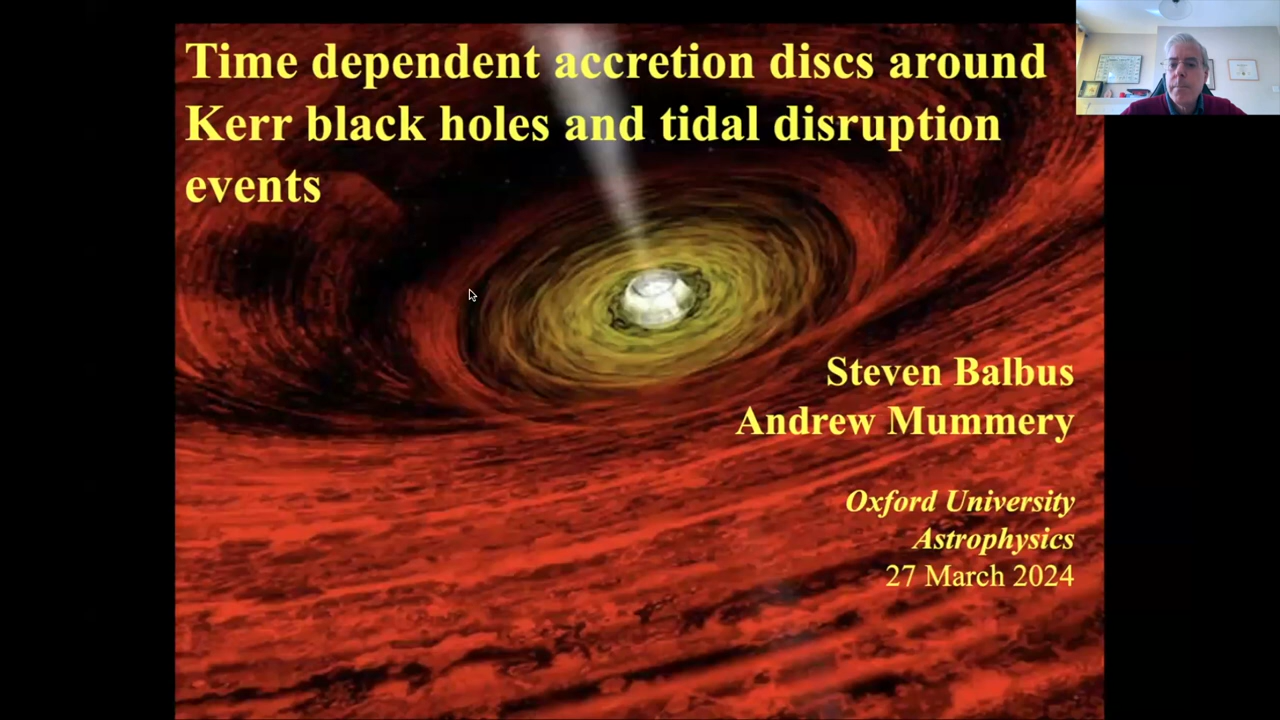 Time dependent accretion discs around
Kerr black holes and tidal disruption
events
Steven Balbus
Andrew Mummery
Oxford University
Astrophysics
27 March 2024